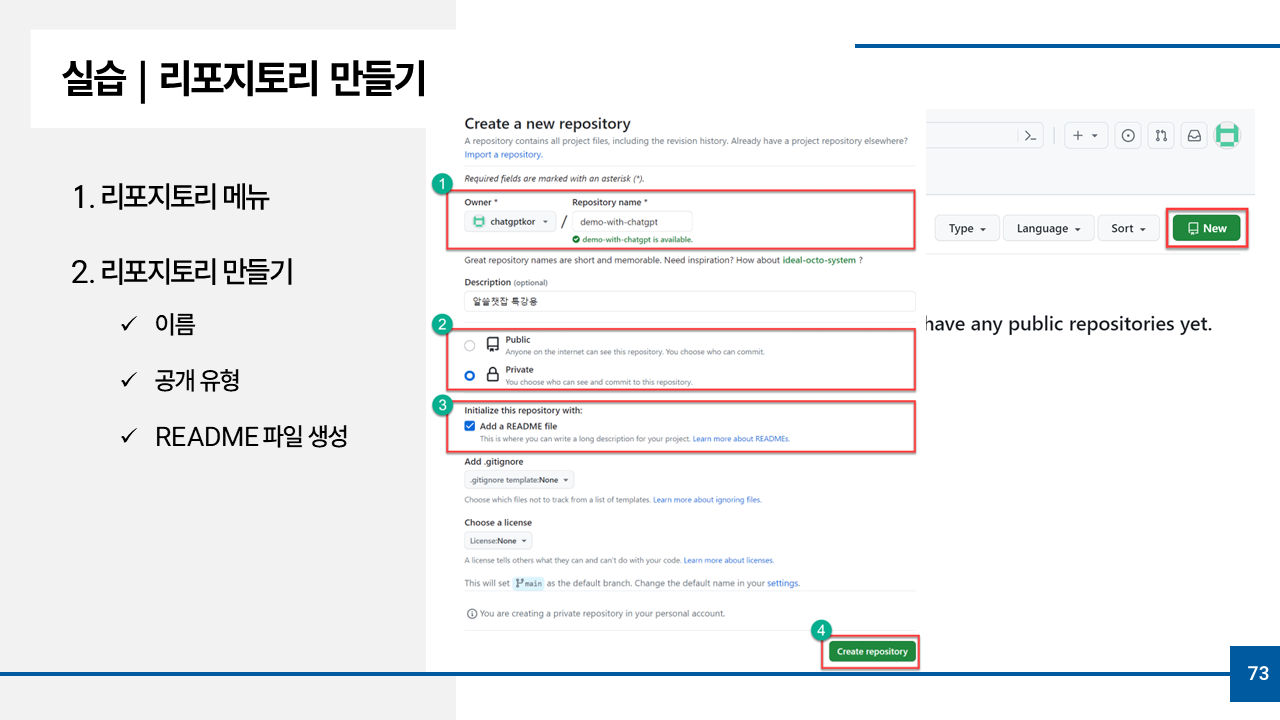 실습 | 리포지토리 만들기
1. 리포지토리 메뉴
2. 리포지토리 만들기
✓ 이름
✓ 공개 유형
✓ README 파일 생성
Create a new repository
A repository contains all project files, including the revision history. Already have a project repository elsewhere?
Import a repository.
Required fields are marked with an asterisk (*).
1
Owner * Repository name *
chatgptkor / demo-with-chatgpt
demo-with-chatgpt is available.
Great repository names are short and memorable. Need inspiration? How about ideal-octo-system ?
Description (optional)
알쓸챗잡 특강용
2
Public
Anyone on the internet can see this repository. You choose who can commit.
Private
You choose who can see and commit to this repository.
3
Initialize this repository with:
Add a README file
This is where you can write a long description for your project. Learn more about READMEs.
Add .gitignore
.gitignore template:None
Choose which files not to track from a list of templates. Learn more about ignoring files.
Choose a license
License:None
A license tells others what they can and can't do with your code. Learn more about licenses.
This will set main as the default branch. Change the default name in your settings.
You are creating a private repository in your personal account.
4
Create repository
Type Language Sort New
have any public repositories yet.
73